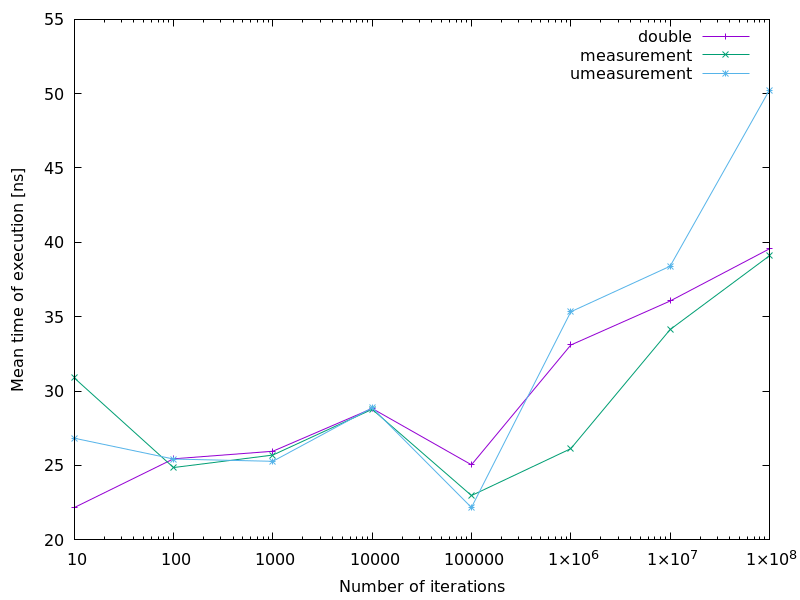 55
50
45
40
35
30
25
20
Mean time of execution [ns]
double
measurement
umeasurement
10 100 1000 10000 100000 1×10⁶ 1×10⁷ 1×10⁸
Number of iterations